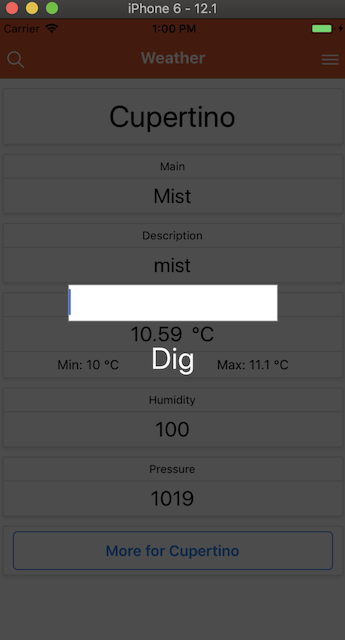 iPhone 6 - 12.1
Carrier 1:00 PM
Weather
Cupertino
Main
Mist
Description
mist
10.59 °C
Dig
Min: 10 °C Max: 11.1 °C
Humidity
100
Pressure
1019
More for Cupertino